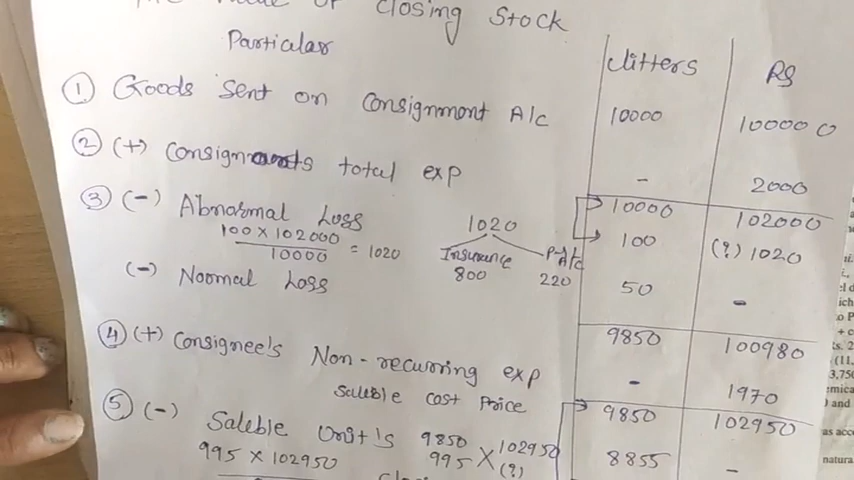 closing Stock
Particular
Litters
RS
① Goods Sent on Consignment A/c
10000
100000
② (+) Consignments total exp
-
2000
10000
102000
③ (-) Abnormal Loss
100 × 102000
10000
= 1020
1020
Insurance
800
P&L
A/c
220
100
(?) 1020
(-) Noomal Loss
50
-
9850
100980
④ (+) Consignee's Non-recurring exp
-
1970
Saleble Cost Price
9850
102950
⑤ (-) Saleble Unit's
9850
995 × 102950
(?)
8855
-
995 × 102950